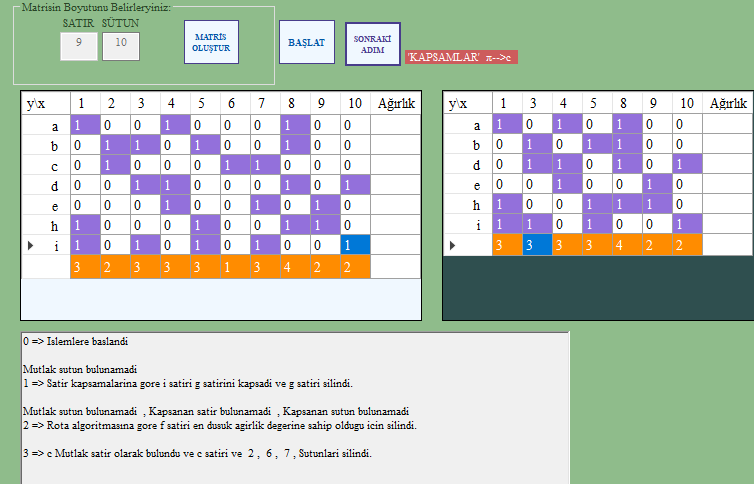 Matrisin Boyutunu Belirleryiniz:
SATIR SÜTUN
9 10
MATRİS OLUŞTUR
BAŞLAT
SONRAKİ ADIM
'KAPSAMLAR' π-->c
y\x 1 2 3 4 5 6 7 8 9 10 Ağırlık
a 1 0 0 1 0 0 0 1 0 0
b 0 1 1 0 1 0 0 1 0 0
c 0 1 0 0 0 1 1 0 0 0
d 0 0 1 1 0 0 0 1 0 1
e 0 0 0 1 0 0 1 0 1 0
h 1 0 0 0 1 0 0 1 1 0
i 1 0 1 0 1 0 1 0 0 1
3 2 3 3 3 1 3 4 2 2
y\x 1 3 4 5 8 9 10 Ağırlık
a 1 0 1 0 1 0 0
b 0 1 0 1 1 0 0
d 0 1 1 0 1 0 1
e 0 0 1 0 0 1 0
h 1 0 0 1 1 1 0
i 1 1 0 1 0 0 1
3 3 3 3 4 2 2
0 => Islemlere baslandi
Mutlak sutun bulunamadi
1 => Satir kapsamalarina gore i satiri g satirini kapsadi ve g satiri silindi.
Mutlak sutun bulunamadi , Kapsanan satir bulunamadi , Kapsanan sutun bulunamadi
2 => Rota algoritmasına gore f satiri en dusuk agirlik degerine sahip oldugu icin silindi.
3 => c Mutlak satir olarak bulundu ve c satiri ve 2 , 6 , 7 , Sutunlari silindi.